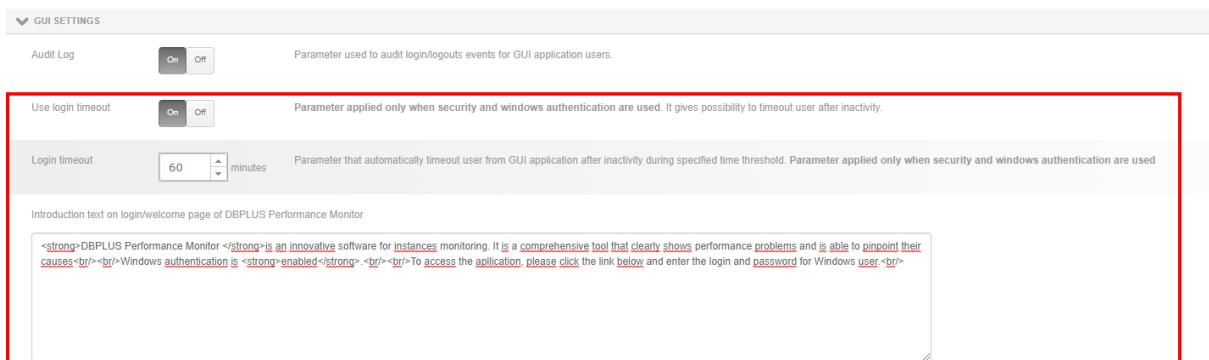 GUI SETTINGS
Audit Log On Off Parameter used to audit login/logouts events for GUI application users.
Use login timeout On Off Parameter applied only when security and windows authentication are used. It gives possibility to timeout user after inactivity.
Login timeout 60 minutes Parameter that automatically timeout user from GUI application after inactivity during specified time threshold. Parameter applied only when security and windows authentication are used
Introduction text on login/welcome page of DBPLUS Performance Monitor
<strong>DBPLUS Performance Monitor </strong>is an innovative software for instances monitoring. It is a comprehensive tool that clearly shows performance problems and is able to pinpoint their
causes<br/><br/>Windows authentication is <strong>enabled</strong>.<br/><br/>To access the apllication, please click the link below and enter the login and password for Windows user.<br/>